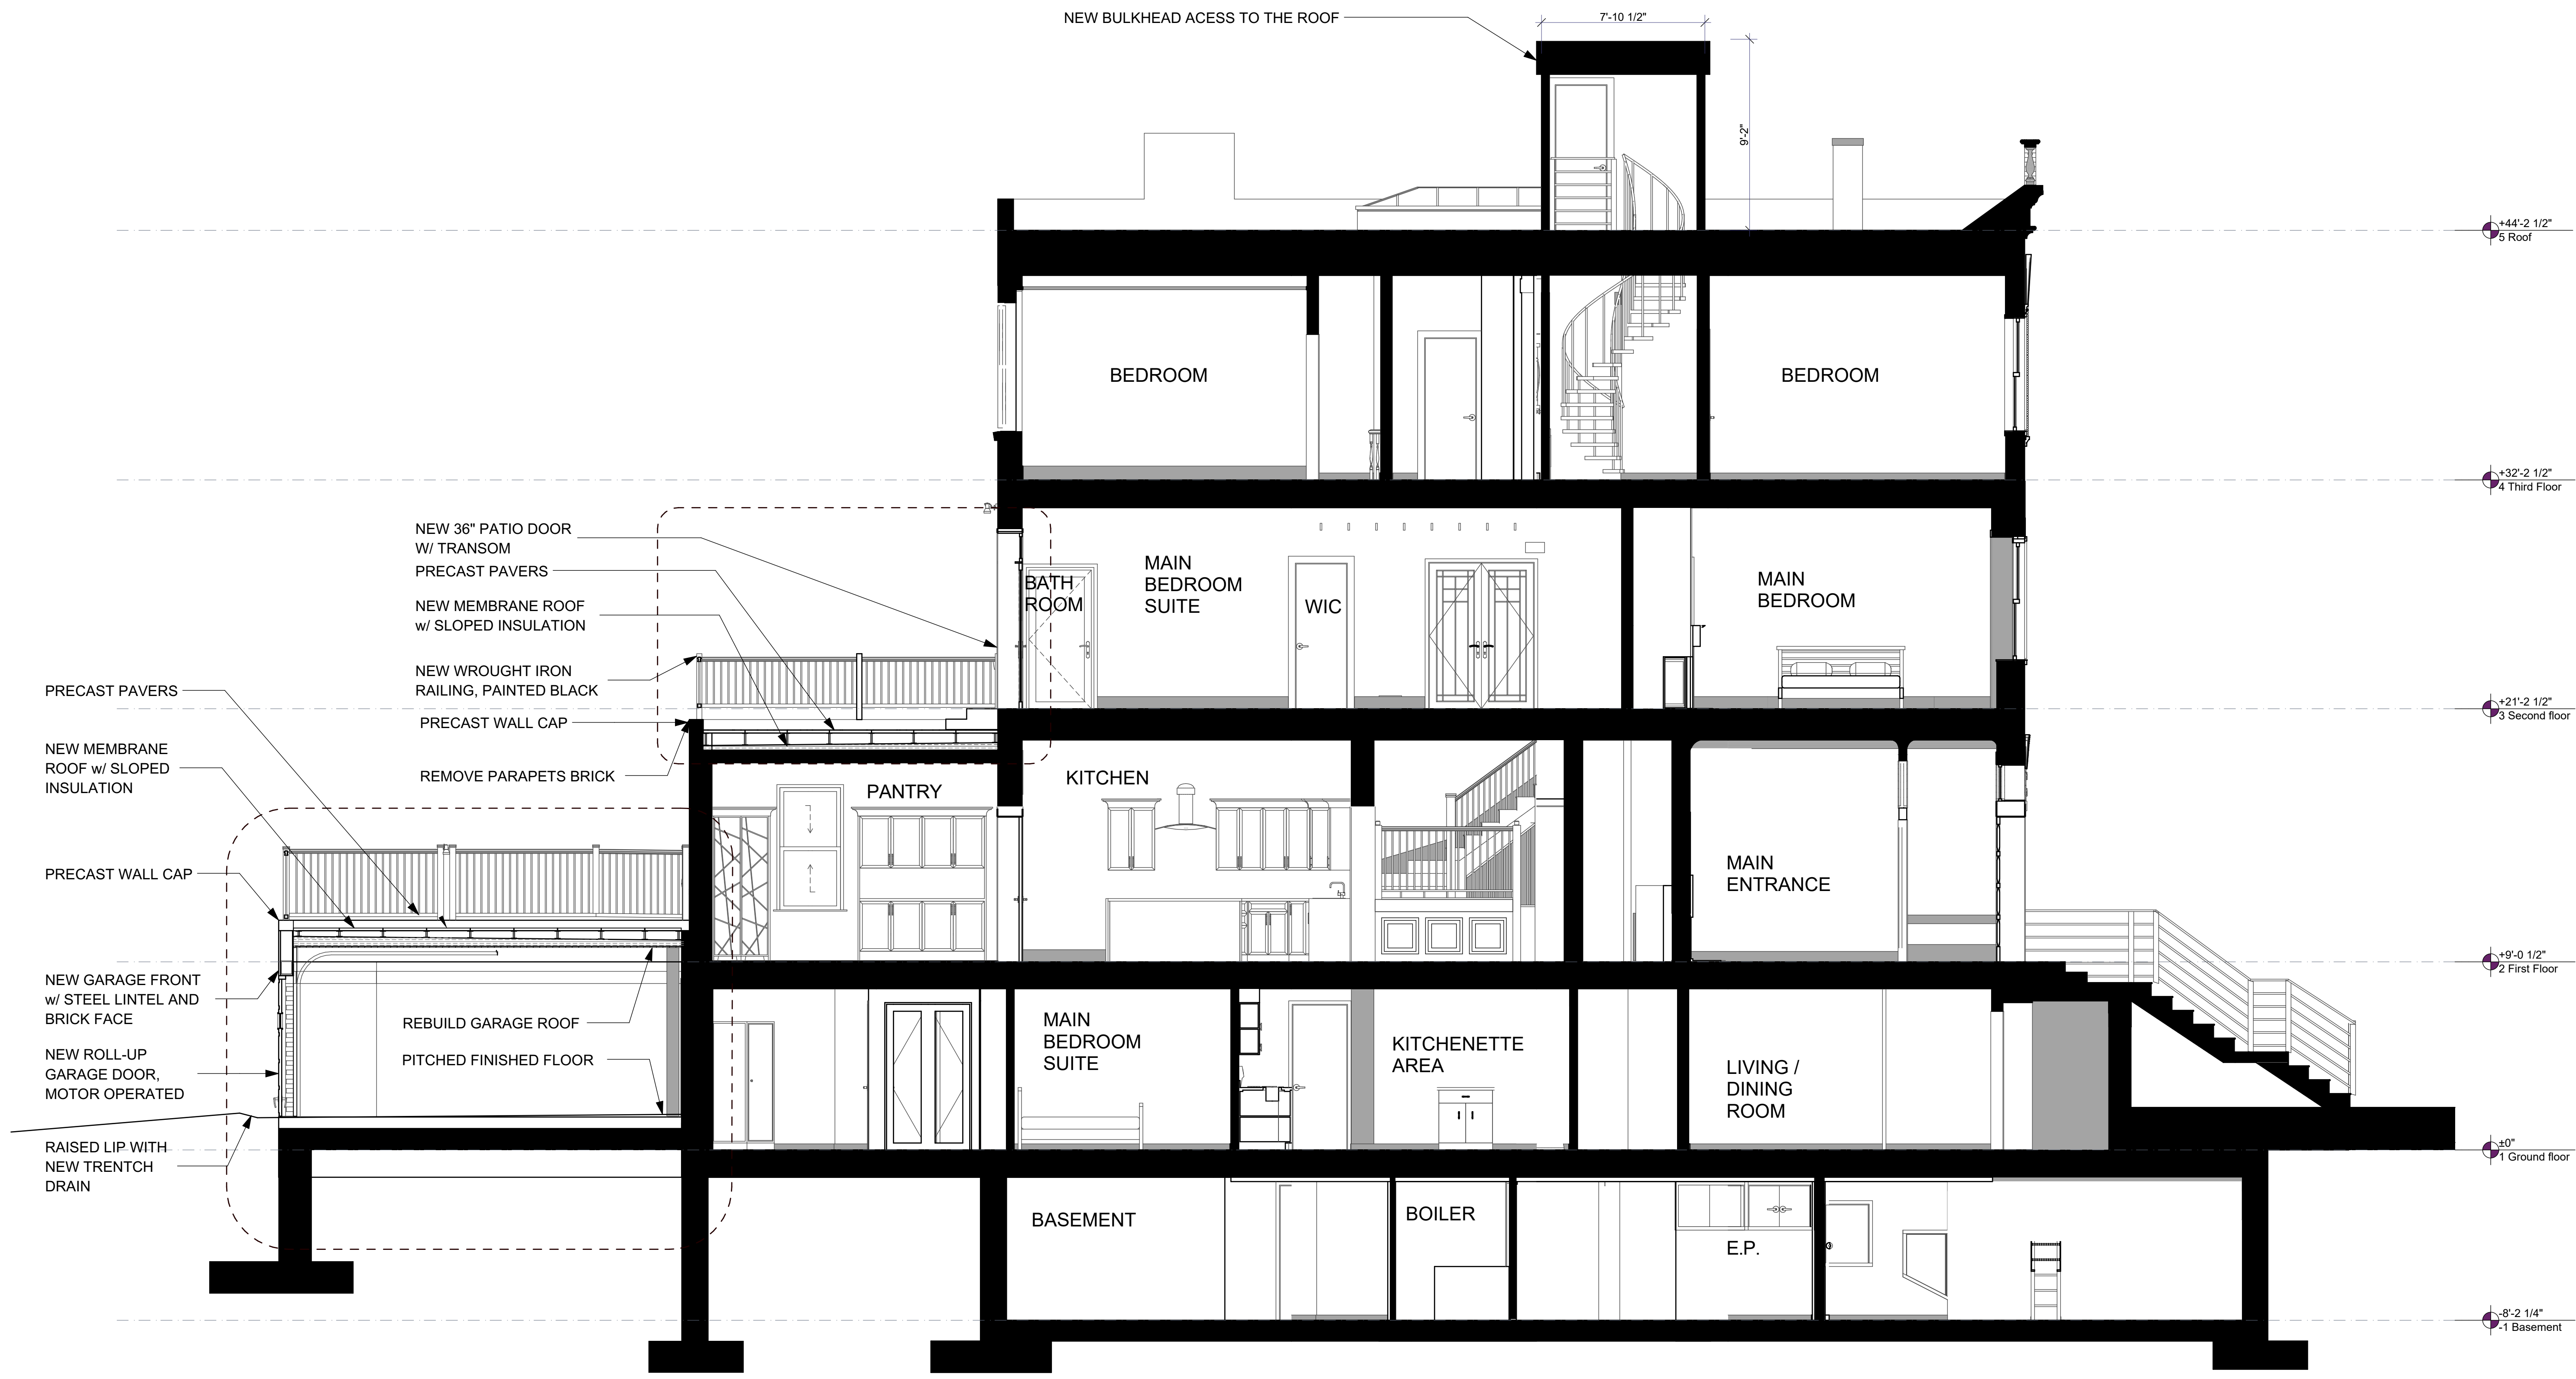 NEW BULKHEAD ACESS TO THE ROOF
7'-10 1/2"
9'-2"
+44'-2 1/2"
5 Roof
BEDROOM
BEDROOM
+32'-2 1/2"
4 Third Floor
NEW 36" PATIO DOOR
W/ TRANSOM
PRECAST PAVERS
NEW MEMBRANE ROOF
w/ SLOPED INSULATION
NEW WROUGHT IRON
RAILING, PAINTED BLACK
PRECAST WALL CAP
REMOVE PARAPETS BRICK
BATH
ROOM
MAIN
BEDROOM
SUITE
WIC
MAIN
BEDROOM
+21'-2 1/2"
3 Second floor
PRECAST PAVERS
NEW MEMBRANE
ROOF w/ SLOPED
INSULATION
PRECAST WALL CAP
NEW GARAGE FRONT
w/ STEEL LINTEL AND
BRICK FACE
NEW ROLL-UP
GARAGE DOOR,
MOTOR OPERATED
RAISED LIP WITH
NEW TRENTCH
DRAIN
PANTRY
KITCHEN
MAIN
ENTRANCE
+9'-0 1/2"
2 First Floor
REBUILD GARAGE ROOF
PITCHED FINISHED FLOOR
MAIN
BEDROOM
SUITE
KITCHENETTE
AREA
LIVING /
DINING
ROOM
±0"
1 Ground floor
BASEMENT
BOILER
E.P.
-8'-2 1/4"
-1 Basement